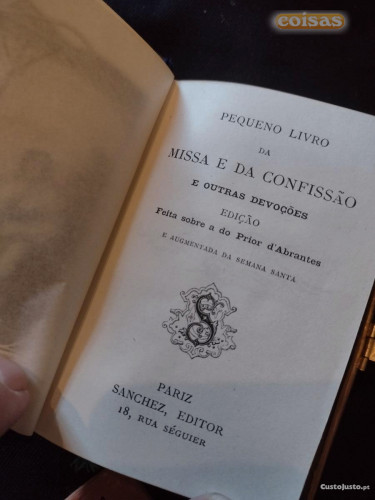 coisas
PEQUENO LIVRO
DA
MISSA E DA CONFISSÃO
E OUTRAS DEVOÇÕES
EDIÇÃO
Feita sobre a do Prior d'Abrantes
E AUGMENTADA DA SEMANA SANTA
S
PARIZ
SANCHEZ, EDITOR
18, RUA SÉGUIER
CustoJusto.pt